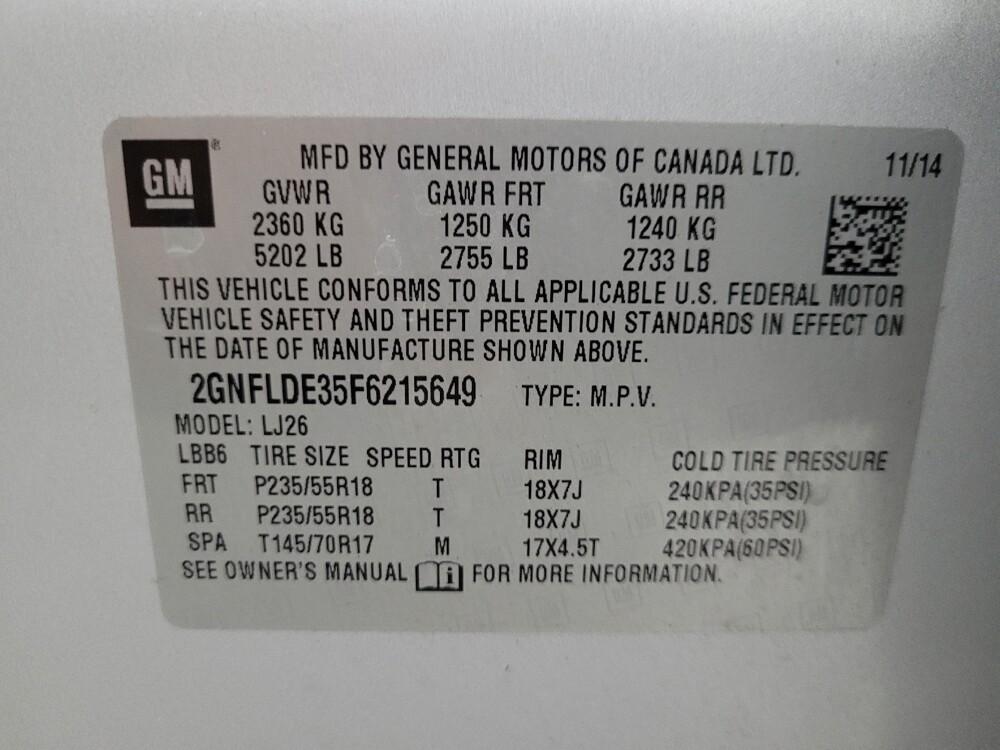 GM ® MFD BY GENERAL MOTORS OF CANADA LTD. 11/14
GVWR GAWR FRT GAWR RR
2360 KG 1250 KG 1240 KG
5202 LB 2755 LB 2733 LB
THIS VEHICLE CONFORMS TO ALL APPLICABLE U.S. FEDERAL MOTOR
VEHICLE SAFETY AND THEFT PREVENTION STANDARDS IN EFFECT ON
THE DATE OF MANUFACTURE SHOWN ABOVE.
2GNFLDE35F6215649 TYPE: M.P.V.
MODEL: LJ26
LBB6 TIRE SIZE SPEED RTG RIM COLD TIRE PRESSURE
FRT P235/55R18 T 18X7J 240KPA(35PSI)
RR P235/55R18 T 18X7J 240KPA(35PSI)
SPA T145/70R17 M 17X4.5T 420KPA(60PSI)
SEE OWNER'S MANUAL i FOR MORE INFORMATION.